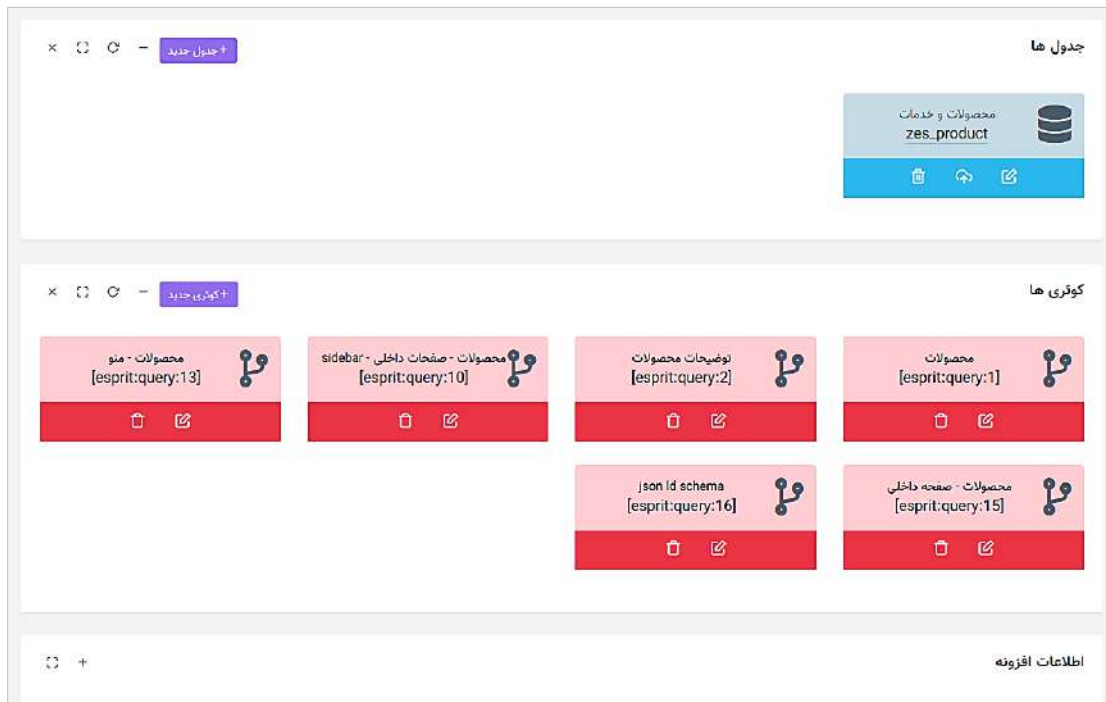 جدول ها
+جدول جدید
محصولات و خدمات
zes_product
کوئری ها
+کوئری جدید
محصولات
[esprit:query:1]
توضیحات محصولات
[esprit:query:2]
محصولات - صفحات داخلی - sidebar
[esprit:query:10]
محصولات - منو
[esprit:query:13]
محصولات - صفحه داخلی
[esprit:query:15]
json ld schema
[esprit:query:16]
اطلاعات افزونه